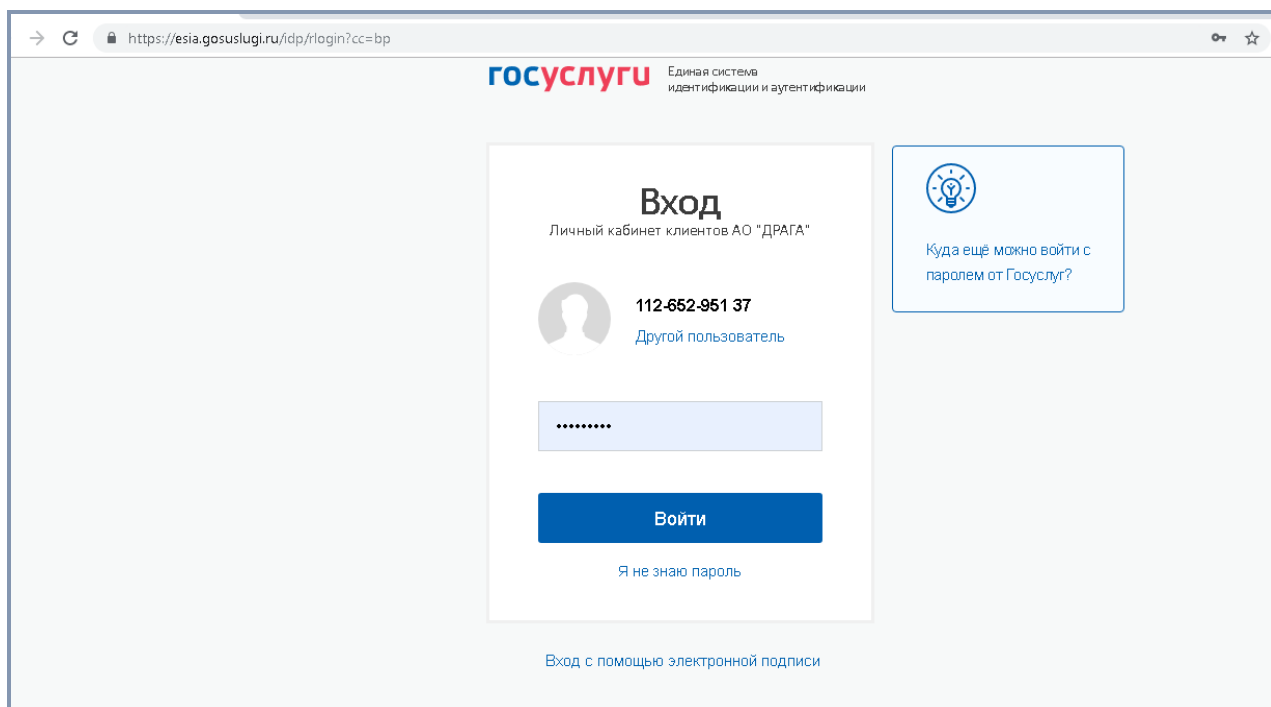 https://esia.gosuslugi.ru/idp/rlogin?cc=bp
госуслуги
Единая система
идентификации и аутентификации
Вход
Личный кабинет клиентов АО "ДРАГА"
112-652-951 37
Другой пользователь
•••••••••
Войти
Я не знаю пароль
Вход с помощью электронной подписи
Куда ещё можно войти с
паролем от Госуслуг?